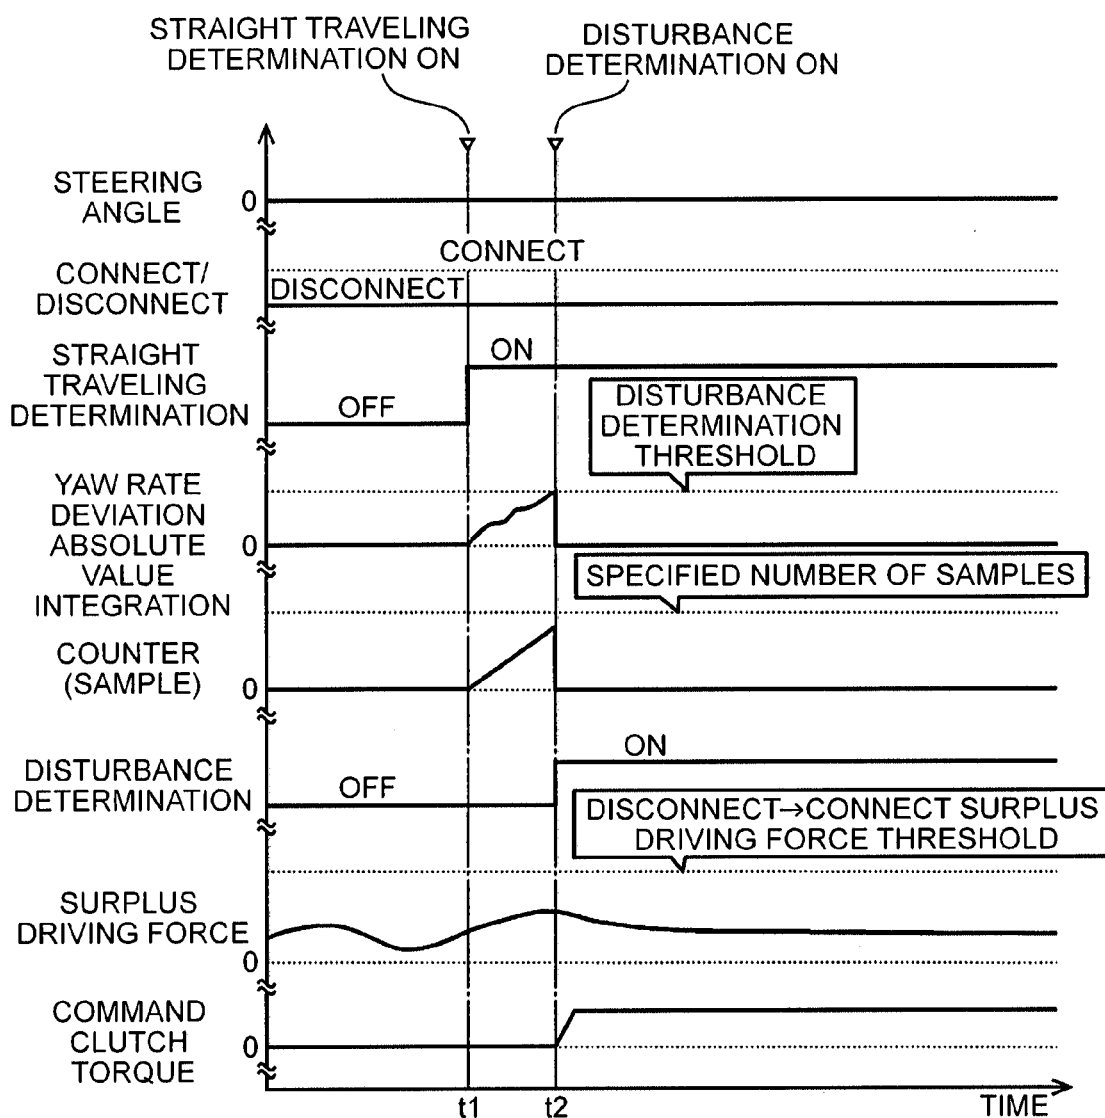 STRAIGHT TRAVELING
DETERMINATION ON
DISTURBANCE
DETERMINATION ON
STEERING
ANGLE
0
CONNECT
CONNECT/
DISCONNECT
DISCONNECT
STRAIGHT
TRAVELING
DETERMINATION
ON
OFF
DISTURBANCE
DETERMINATION
THRESHOLD
YAW RATE
DEVIATION
ABSOLUTE
VALUE
INTEGRATION
0
SPECIFIED NUMBER OF SAMPLES
COUNTER
(SAMPLE)
0
DISTURBANCE
DETERMINATION
OFF
ON
DISCONNECT→CONNECT SURPLUS
DRIVING FORCE THRESHOLD
SURPLUS
DRIVING FORCE
0
COMMAND
CLUTCH
TORQUE
0
t1
t2
TIME